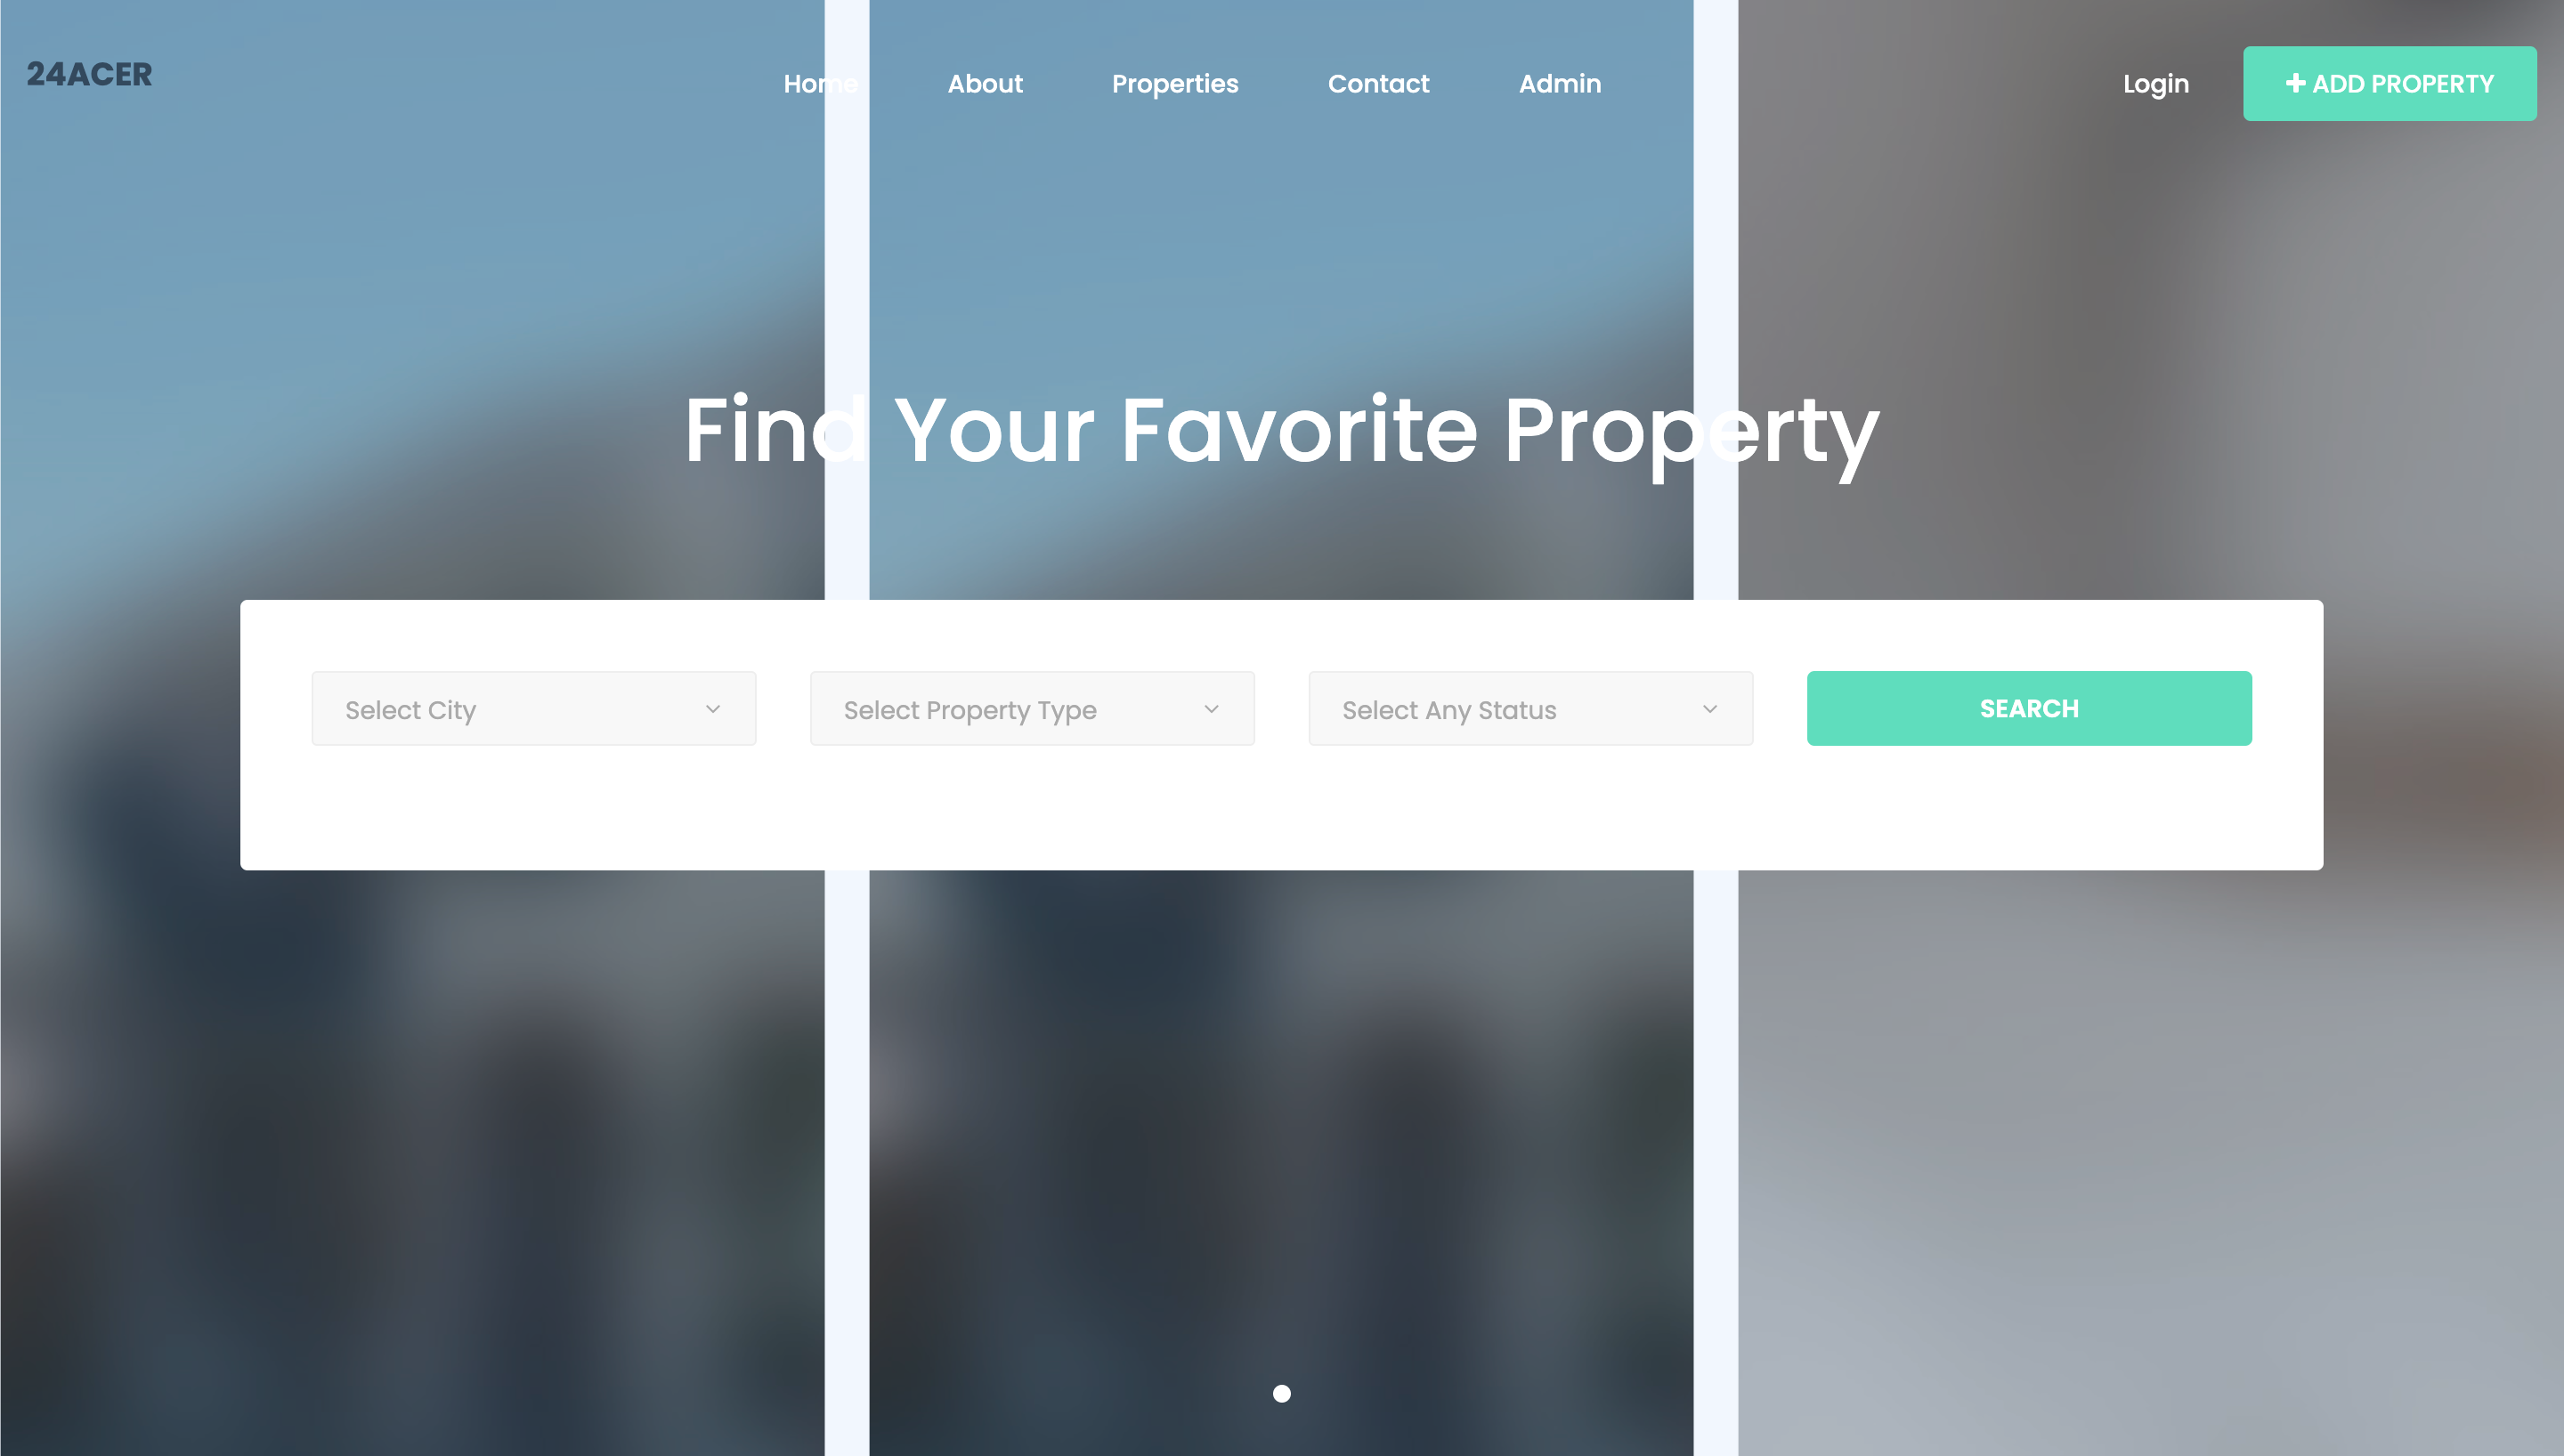 24ACER
Home About Properties Contact Admin
Login
ADD PROPERTY
Find Your Favorite Property
Select City
Select Property Type
Select Any Status
SEARCH